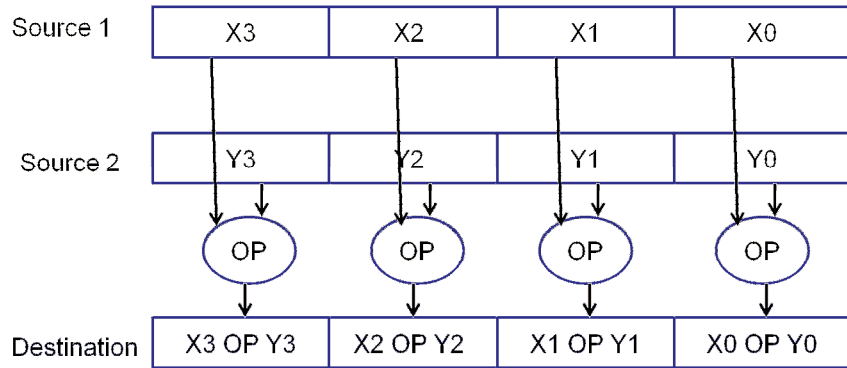 Source 1 X3 X2 X1 X0
Source 2 Y3 Y2 Y1 Y0
OP OP OP OP
Destination X3 OP Y3 X2 OP Y2 X1 OP Y1 X0 OP Y0